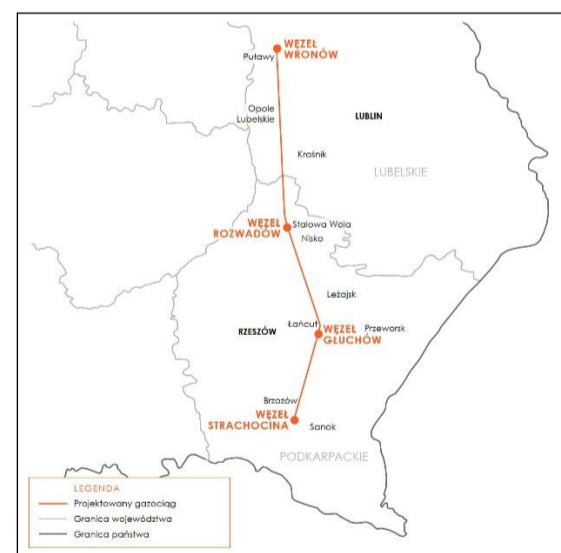 WĘZEŁ
WRONÓW
Puławy
Opole
Lubelskie
LUBLIN
Kraśnik
LUBELSKIE
WĘZEŁ
ROZWADÓW
Stalowa Wola
Nisko
Leżajsk
Łańcut
WĘZEŁ
GŁUCHÓW
Przeworsk
RZESZÓW
Brzozów
WĘZEŁ
STRACHOCINA
Sanok
PODKARPACKIE
LEGENDA
Projektowany gazociąg
Granica województwa
Granica państwa